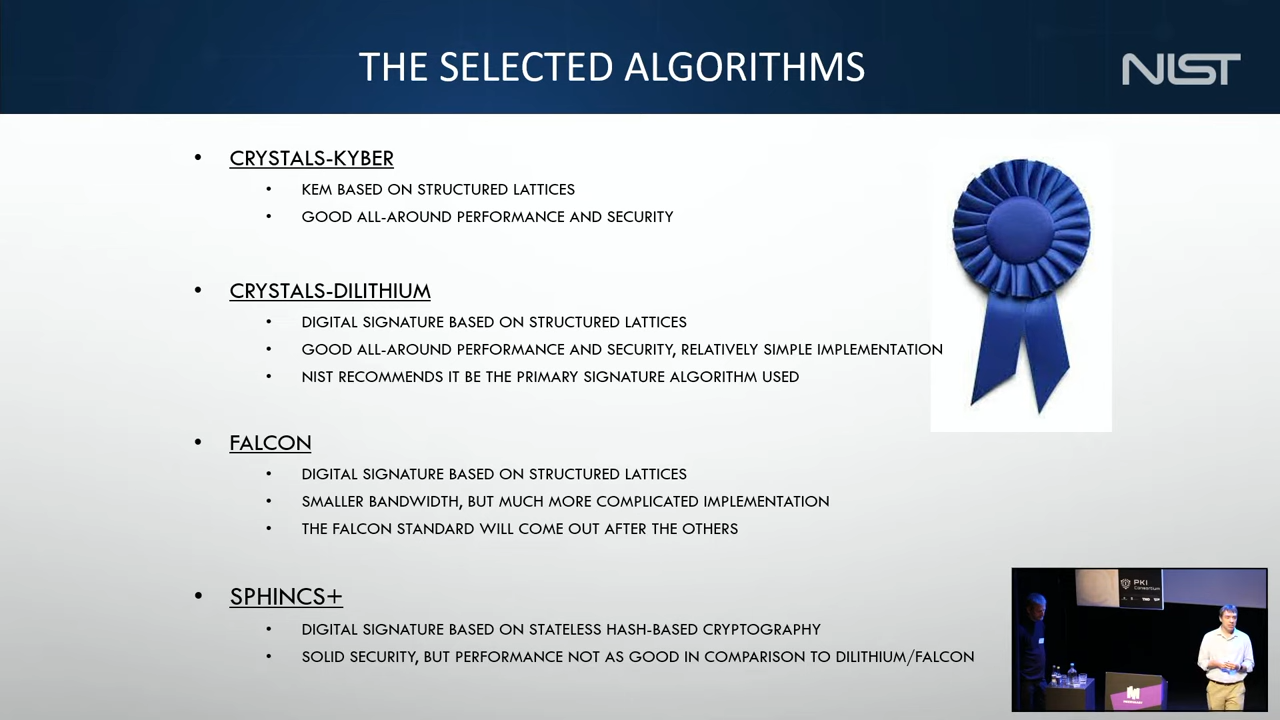 THE SELECTED ALGORITHMS
NIST
• CRYSTALS-KYBER
• KEM BASED ON STRUCTURED LATTICES
• GOOD ALL-AROUND PERFORMANCE AND SECURITY
• CRYSTALS-DILITHIUM
• DIGITAL SIGNATURE BASED ON STRUCTURED LATTICES
• GOOD ALL-AROUND PERFORMANCE AND SECURITY, RELATIVELY SIMPLE IMPLEMENTATION
• NIST RECOMMENDS IT BE THE PRIMARY SIGNATURE ALGORITHM USED
• FALCON
• DIGITAL SIGNATURE BASED ON STRUCTURED LATTICES
• SMALLER BANDWIDTH, BUT MUCH MORE COMPLICATED IMPLEMENTATION
• THE FALCON STANDARD WILL COME OUT AFTER THE OTHERS
• SPHINCS+
• DIGITAL SIGNATURE BASED ON STATELESS HASH-BASED CRYPTOGRAPHY
• SOLID SECURITY, BUT PERFORMANCE NOT AS GOOD IN COMPARISON TO DILITHIUM/FALCON
PKI
Consortium